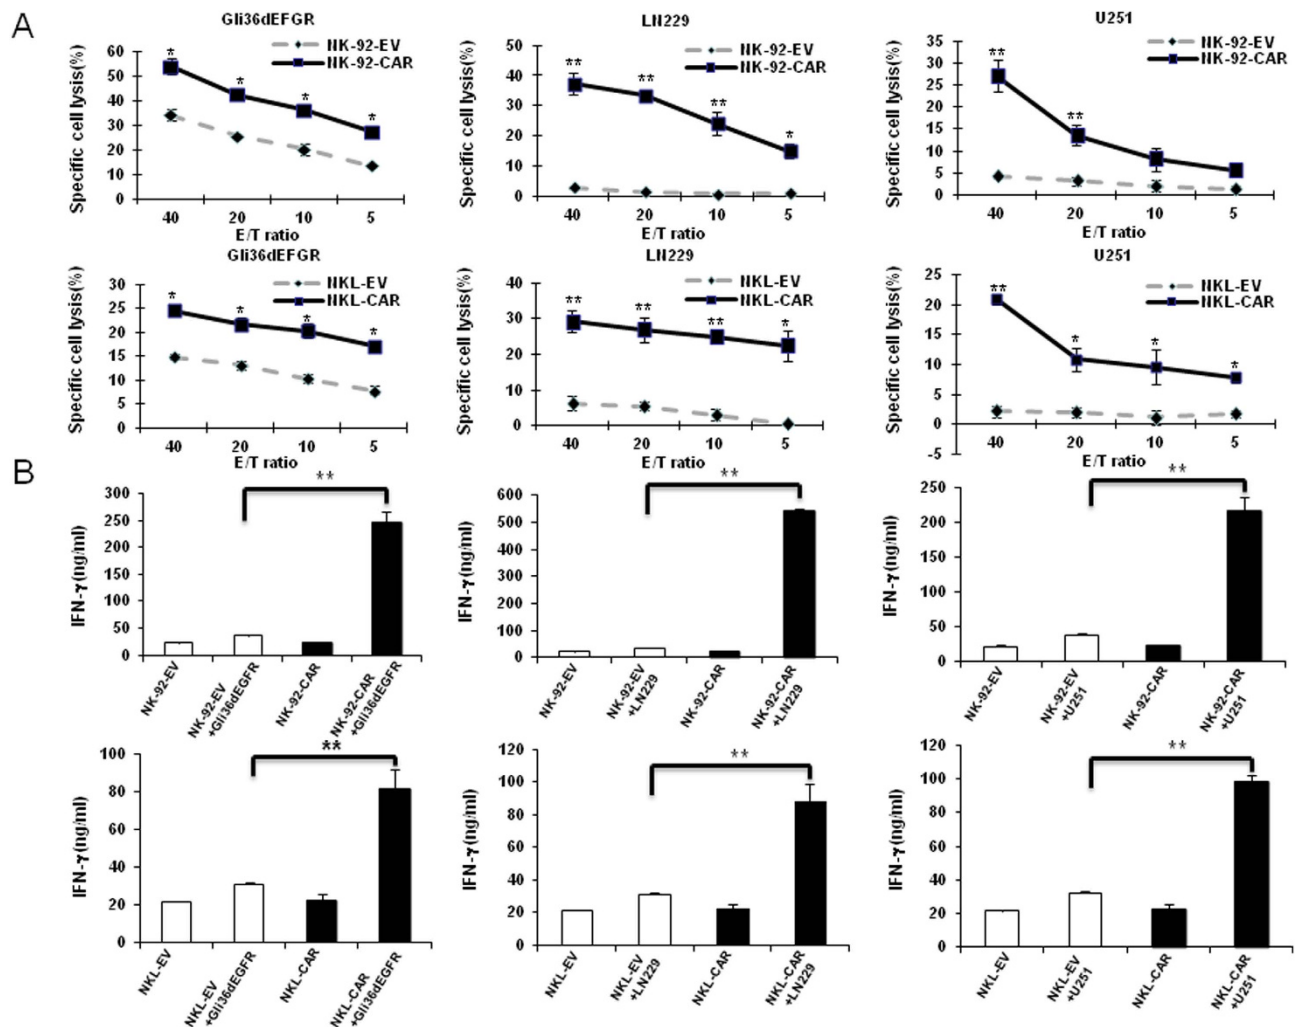 A
Gli36dEFGR
NK-92-EV
NK-92-CAR
Specific cell lysis(%)
60
50
40
30
20
10
0
* * * *
40 20 10 5
E/T ratio
LN229
NK-92-EV
NK-92-CAR
Specific cell lysis(%)
50
40
30
20
10
0
** ** ** *
40 20 10 5
E/T ratio
U251
NK-92-EV
NK-92-CAR
Specific cell lysis(%)
35
30
25
20
15
10
5
0
** **
40 20 10 5
E/T ratio
Gli36dEFGR
NKL-EV
NKL-CAR
Specific cell lysis(%)
30
25
20
15
10
5
0
* * * *
40 20 10 5
E/T ratio
LN229
NKL-EV
NKL-CAR
Specific cell lysis(%)
40
30
20
10
0
** ** ** *
40 20 10 5
E/T ratio
U251
NKL-EV
NKL-CAR
Specific cell lysis(%)
25
20
15
10
5
0
-5
** * * *
40 20 10 5
E/T ratio
B
**
IFN-γ(ng/ml)
300
250
200
150
100
50
0
NK-92-EV
NK-92-EV
+Gli36dEGFR
NK-92-CAR
NK-92-CAR
+Gli36dEGFR
**
IFN-γ(ng/ml)
600
500
400
300
200
100
0
NK-92-EV
NK-92-EV
+LN229
NK-92-CAR
NK-92-CAR
+LN229
**
IFN-γ(ng/ml)
250
200
150
100
50
0
NK-92-EV
NK-92-EV
+U251
NK-92-CAR
NK-92-CAR
+U251
**
IFN-γ(ng/ml)
100
80
60
40
20
0
NKL-EV
NKL-EV
+Gli36dEGFR
NKL-CAR
NKL-CAR
+Gli36dEGFR
**
IFN-γ(ng/ml)
120
100
80
60
40
20
0
NKL-EV
NKL-EV
+LN229
NKL-CAR
NKL-CAR
+LN229
**
IFN-γ(ng/ml)
120
100
80
60
40
20
0
NKL-EV
NKL-EV
+U251
NKL-CAR
NKL-CAR
+U251